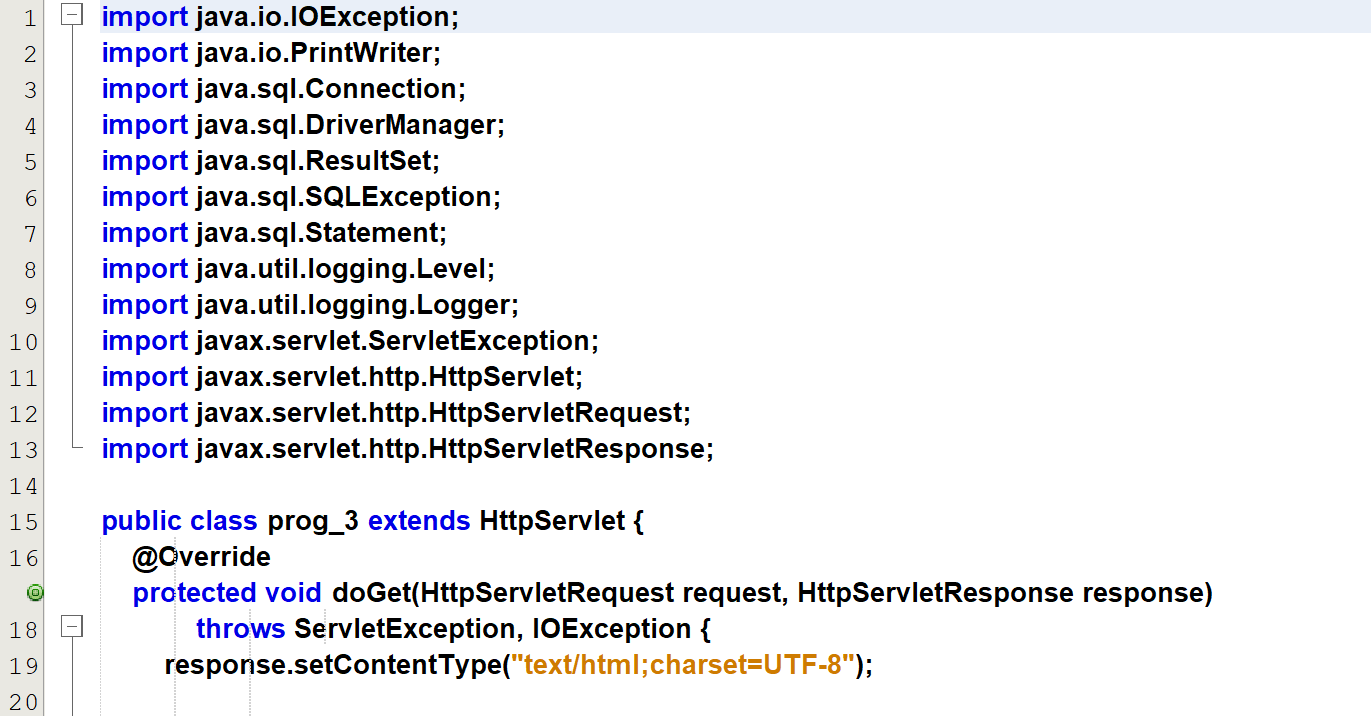 1 import java.io.IOException;
2 import java.io.PrintWriter;
3 import java.sql.Connection;
4 import java.sql.DriverManager;
5 import java.sql.ResultSet;
6 import java.sql.SQLException;
7 import java.sql.Statement;
8 import java.util.logging.Level;
9 import java.util.logging.Logger;
10 import javax.servlet.ServletException;
11 import javax.servlet.http.HttpServlet;
12 import javax.servlet.http.HttpServletRequest;
13 import javax.servlet.http.HttpServletResponse;
14
15 public class prog_3 extends HttpServlet {
16 @Override
protected void doGet(HttpServletRequest request, HttpServletResponse response)
18 throws ServletException, IOException {
19 response.setContentType("text/html;charset=UTF-8");
20